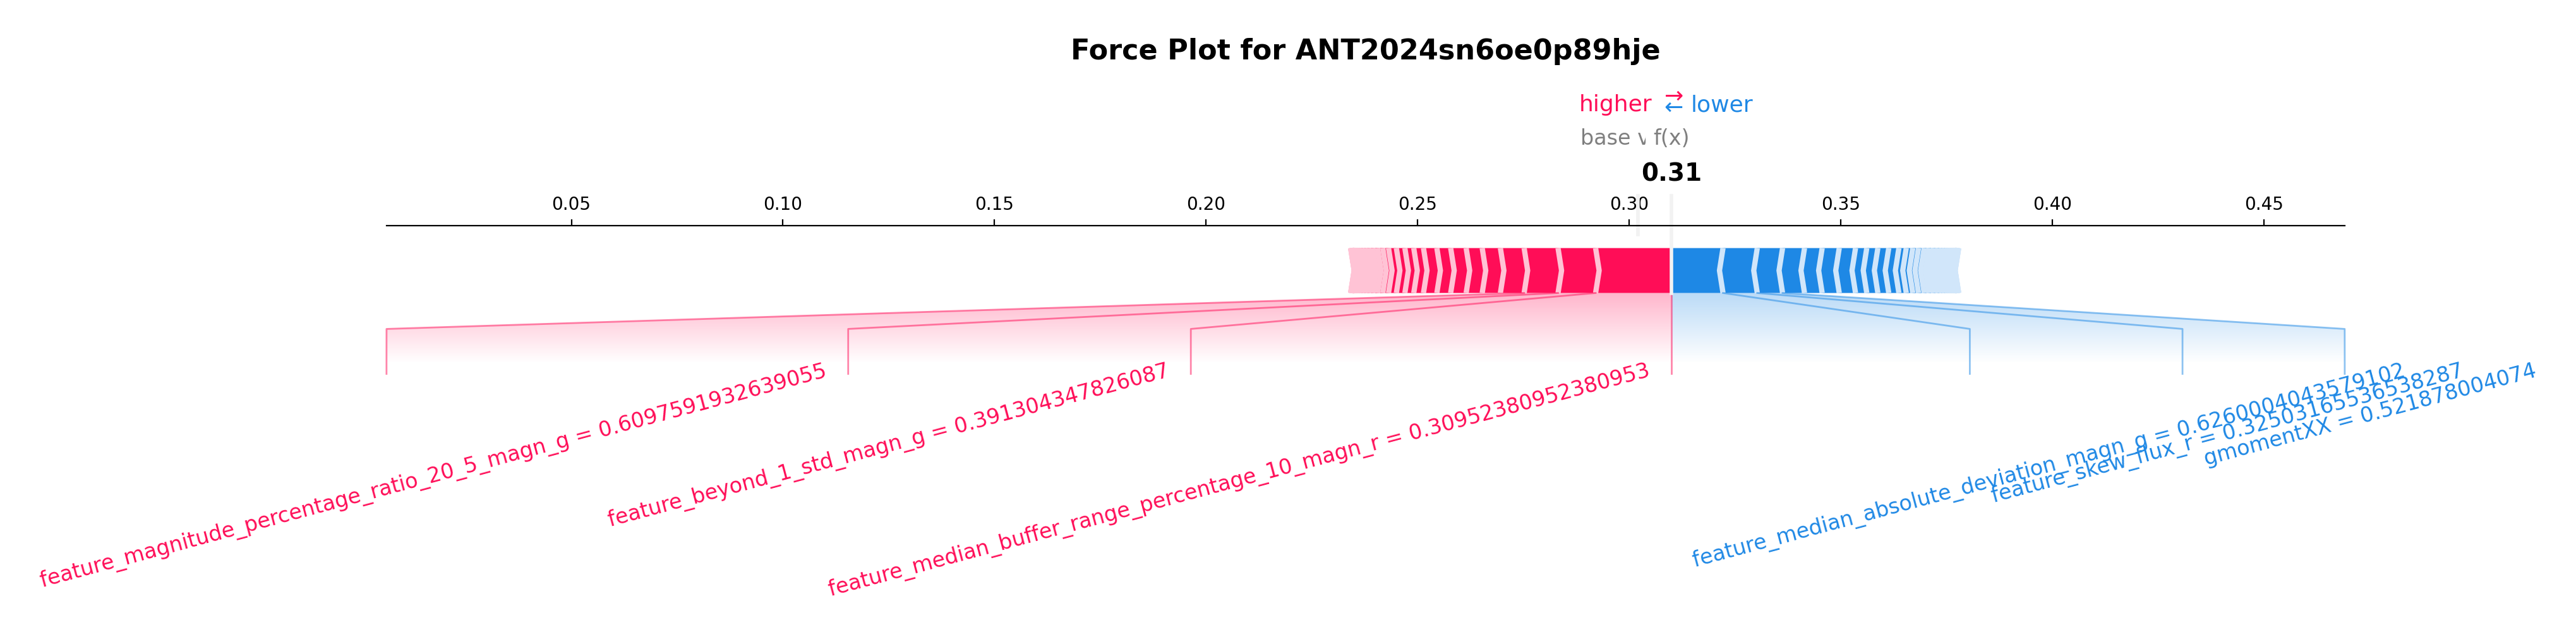 Force Plot for ANT2024sn6oe0p89hje
higher ⇄ lower
base v f(x)
0.31
0.05 0.10 0.15 0.20 0.25 0.30 0.35 0.40 0.45
feature_magnitude_percentage_ratio_20_5_magn_g = 0.6097591932639055
feature_beyond_1_std_magn_g = 0.391304347826087
feature_median_buffer_range_percentage_10_magn_r = 0.30952380952380953
feature_median_absolute_deviation_magn_g = 0.6260004043579102
feature_skew_flux_r = 0.3250316553653828​7
gmomentXX = 0.521878004074